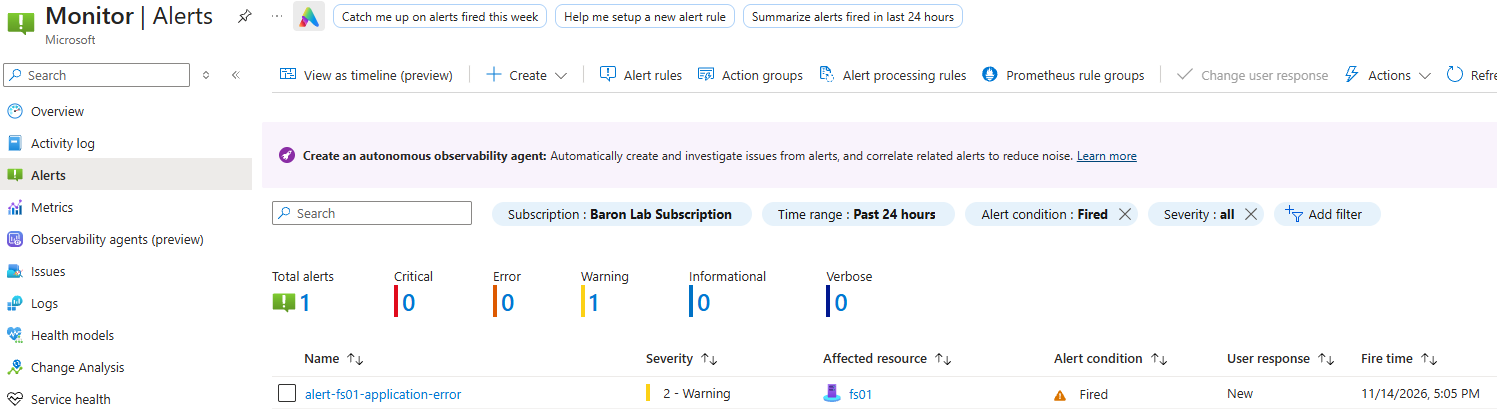 Monitor | Alerts
Microsoft
Catch me up on alerts fired this week
Help me setup a new alert rule
Summarize alerts fired in last 24 hours
Search
View as timeline (preview)
Create
Alert rules
Action groups
Alert processing rules
Prometheus rule groups
Change user response
Actions
Overview
Activity log
Alerts
Metrics
Observability agents (preview)
Issues
Logs
Health models
Change Analysis
Service health
Create an autonomous observability agent: Automatically create and investigate issues from alerts, and correlate related alerts to reduce noise. Learn more
Search
Subscription : Baron Lab Subscription
Time range : Past 24 hours
Alert condition : Fired
Severity : all
Add filter
Total alerts
1
Critical
0
Error
0
Warning
1
Informational
0
Verbose
0
Name Severity Affected resource Alert condition User response Fire time
alert-fs01-application-error 2 - Warning fs01 Fired New 11/14/2026, 5:05 PM